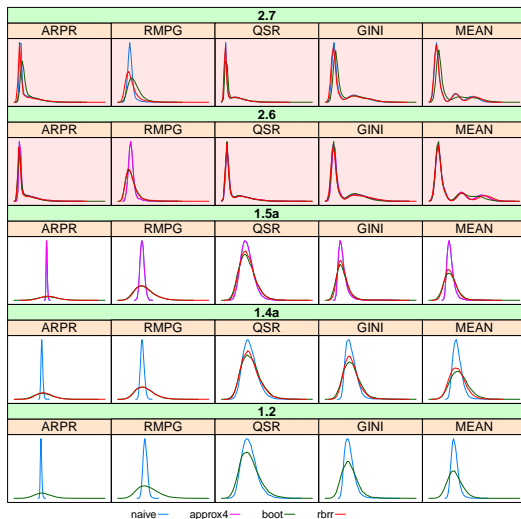 2.7
ARPR RMPG QSR GINI MEAN
2.6
ARPR RMPG QSR GINI MEAN
1.5a
ARPR RMPG QSR GINI MEAN
1.4a
ARPR RMPG QSR GINI MEAN
1.2
ARPR RMPG QSR GINI MEAN
naive approx4 boot rbrr